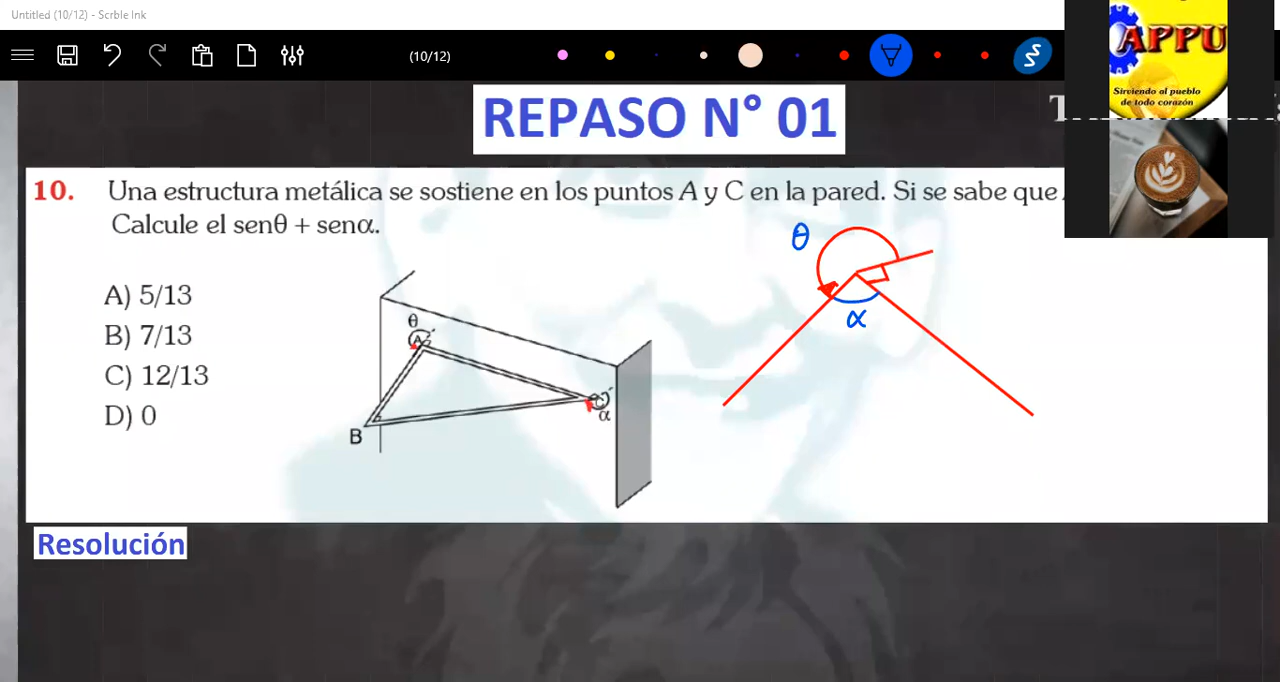 Untitled (10/12) - Scrble Ink
(10/12)
APPU
Sirviendo al pueblo
de todo corazón
REPASO N° 01
10. Una estructura metálica se sostiene en los puntos A y C en la pared. Si se sabe que
Calcule el senθ + senα.
A) 5/13
B) 7/13
C) 12/13
D) 0
θ
A
B
C
α
θ
α
Resolución